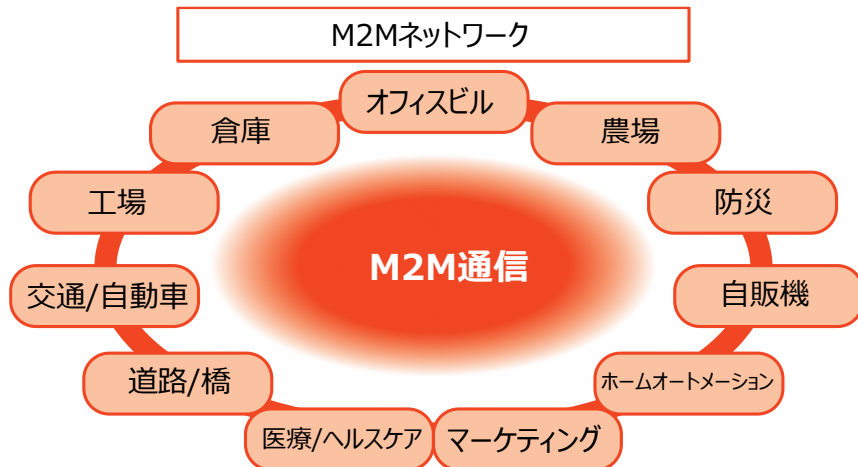 M2Mネットワーク
オフィスビル
倉庫
農場
工場
防災
M2M通信
交通/自動車
自販機
道路/橋
ホームオートメーション
医療/ヘルスケア
マーケティング